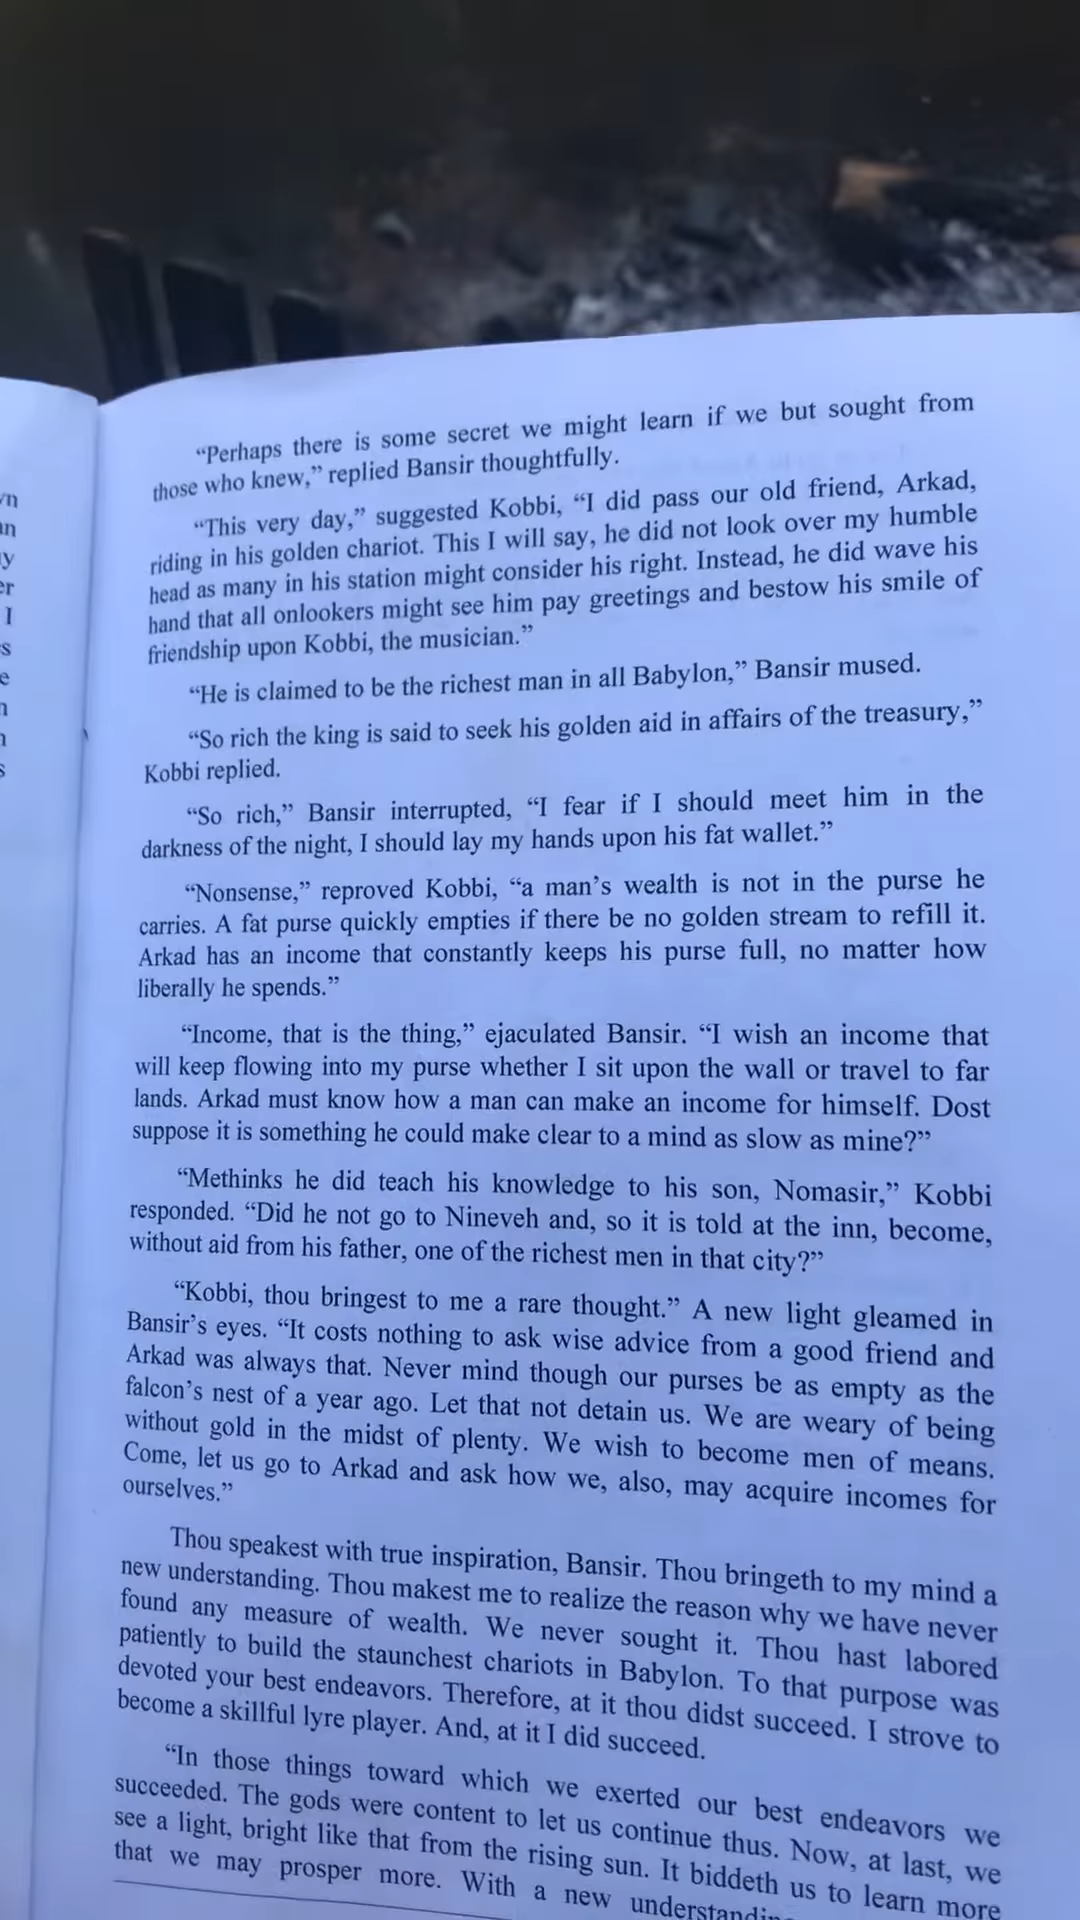 “Perhaps there is some secret we might learn if we but sought from
those who knew,” replied Bansir thoughtfully.
“This very day,” suggested Kobbi, “I did pass our old friend, Arkad,
riding in his golden chariot. This I will say, he did not look over my humble
head as many in his station might consider his right. Instead, he did wave his
hand that all onlookers might see him pay greetings and bestow his smile of
friendship upon Kobbi, the musician.”
“He is claimed to be the richest man in all Babylon,” Bansir mused.
“So rich the king is said to seek his golden aid in affairs of the treasury,”
Kobbi replied.
“So rich,” Bansir interrupted, “I fear if I should meet him in the
darkness of the night, I should lay my hands upon his fat wallet.”
“Nonsense,” reproved Kobbi, “a man’s wealth is not in the purse he
carries. A fat purse quickly empties if there be no golden stream to refill it.
Arkad has an income that constantly keeps his purse full, no matter how
liberally he spends.”
“Income, that is the thing,” ejaculated Bansir. “I wish an income that
will keep flowing into my purse whether I sit upon the wall or travel to far
lands. Arkad must know how a man can make an income for himself. Dost
suppose it is something he could make clear to a mind as slow as mine?”
“Methinks he did teach his knowledge to his son, Nomasir,” Kobbi
responded. “Did he not go to Nineveh and, so it is told at the inn, become,
without aid from his father, one of the richest men in that city?”
“Kobbi, thou bringest to me a rare thought.” A new light gleamed in
Bansir’s eyes. “It costs nothing to ask wise advice from a good friend and
Arkad was always that. Never mind though our purses be as empty as the
falcon’s nest of a year ago. Let that not detain us. We are weary of being
without gold in the midst of plenty. We wish to become men of means.
Come, let us go to Arkad and ask how we, also, may acquire incomes for
ourselves.”
Thou speakest with true inspiration, Bansir. Thou bringeth to my mind a
new understanding. Thou makest me to realize the reason why we have never
found any measure of wealth. We never sought it. Thou hast labored
patiently to build the staunchest chariots in Babylon. To that purpose was
devoted your best endeavors. Therefore, at it thou didst succeed. I strove to
become a skillful lyre player. And, at it I did succeed.
“In those things toward which we exerted our best endeavors we
succeeded. The gods were content to let us continue thus. Now, at last, we
see a light, bright like that from the rising sun. It biddeth us to learn more
that we may prosper more. With a new